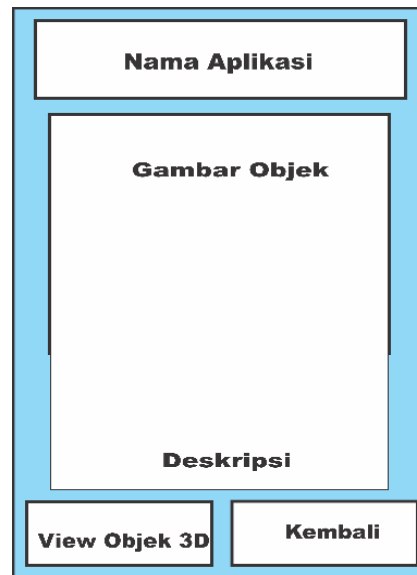 Nama Aplikasi
Gambar Objek
Deskripsi
View Objek 3D
Kembali